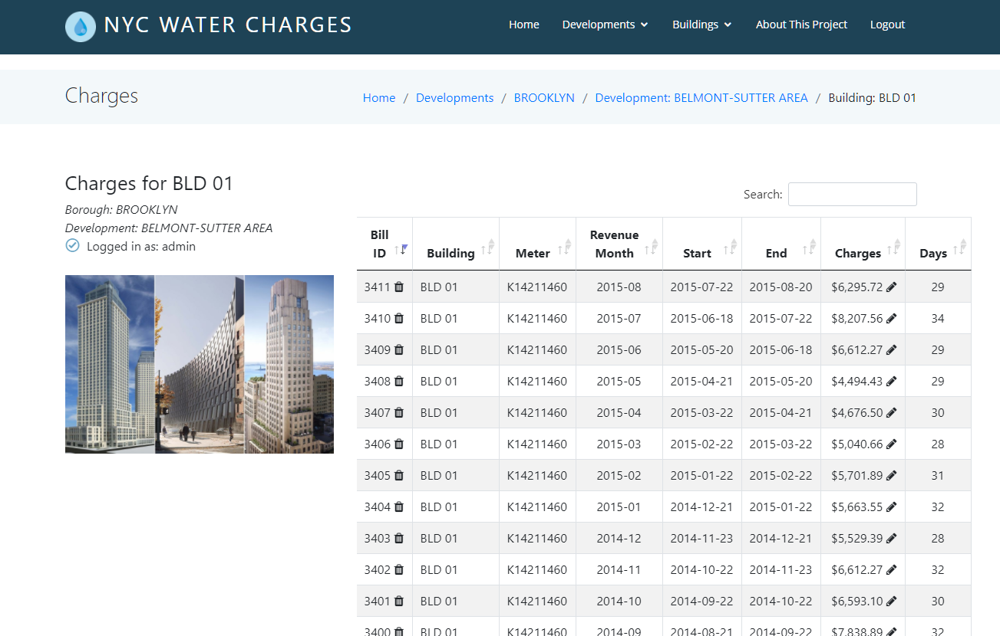 NYC WATER CHARGES Home Developments Buildings About This Project Logout
Charges
Home / Developments / BROOKLYN / Development: BELMONT-SUTTER AREA / Building: BLD 01
Charges for BLD 01
Borough: BROOKLYN
Development: BELMONT-SUTTER AREA
Logged in as: admin
Search:
Bill ID Building Meter Revenue Month Start End Charges Days
3411 BLD 01 K14211460 2015-08 2015-07-22 2015-08-20 $6,295.72 29
3410 BLD 01 K14211460 2015-07 2015-06-18 2015-07-22 $8,207.56 34
3409 BLD 01 K14211460 2015-06 2015-05-20 2015-06-18 $6,612.27 29
3408 BLD 01 K14211460 2015-05 2015-04-21 2015-05-20 $4,494.43 29
3407 BLD 01 K14211460 2015-04 2015-03-22 2015-04-21 $4,676.50 30
3406 BLD 01 K14211460 2015-03 2015-02-22 2015-03-22 $5,040.66 28
3405 BLD 01 K14211460 2015-02 2015-01-22 2015-02-22 $5,701.89 31
3404 BLD 01 K14211460 2015-01 2014-12-21 2015-01-22 $5,663.55 32
3403 BLD 01 K14211460 2014-12 2014-11-23 2014-12-21 $5,529.39 28
3402 BLD 01 K14211460 2014-11 2014-10-22 2014-11-23 $6,612.27 32
3401 BLD 01 K14211460 2014-10 2014-09-22 2014-10-22 $6,593.10 30
3400 BLD 01 K14211460 2014-09 2014-08-21 2014-09-22 $7,838.89 32